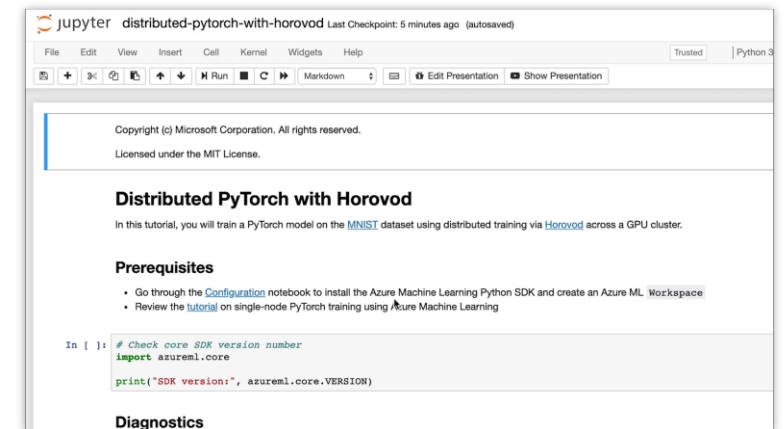 jupyter distributed-pytorch-with-horovod Last Checkpoint: 5 minutes ago (autosaved)
File Edit View Insert Cell Kernel Widgets Help Trusted Python 3
Run Markdown Edit Presentation Show Presentation
Copyright (c) Microsoft Corporation. All rights reserved.
Licensed under the MIT License.
Distributed PyTorch with Horovod
In this tutorial, you will train a PyTorch model on the MNIST dataset using distributed training via Horovod across a GPU cluster.
Prerequisites
• Go through the Configuration notebook to install the Azure Machine Learning Python SDK and create an Azure ML Workspace
• Review the tutorial on single-node PyTorch training using Azure Machine Learning
In [ ]: # Check core SDK version number
import azureml.core
print("SDK version:", azureml.core.VERSION)
Diagnostics